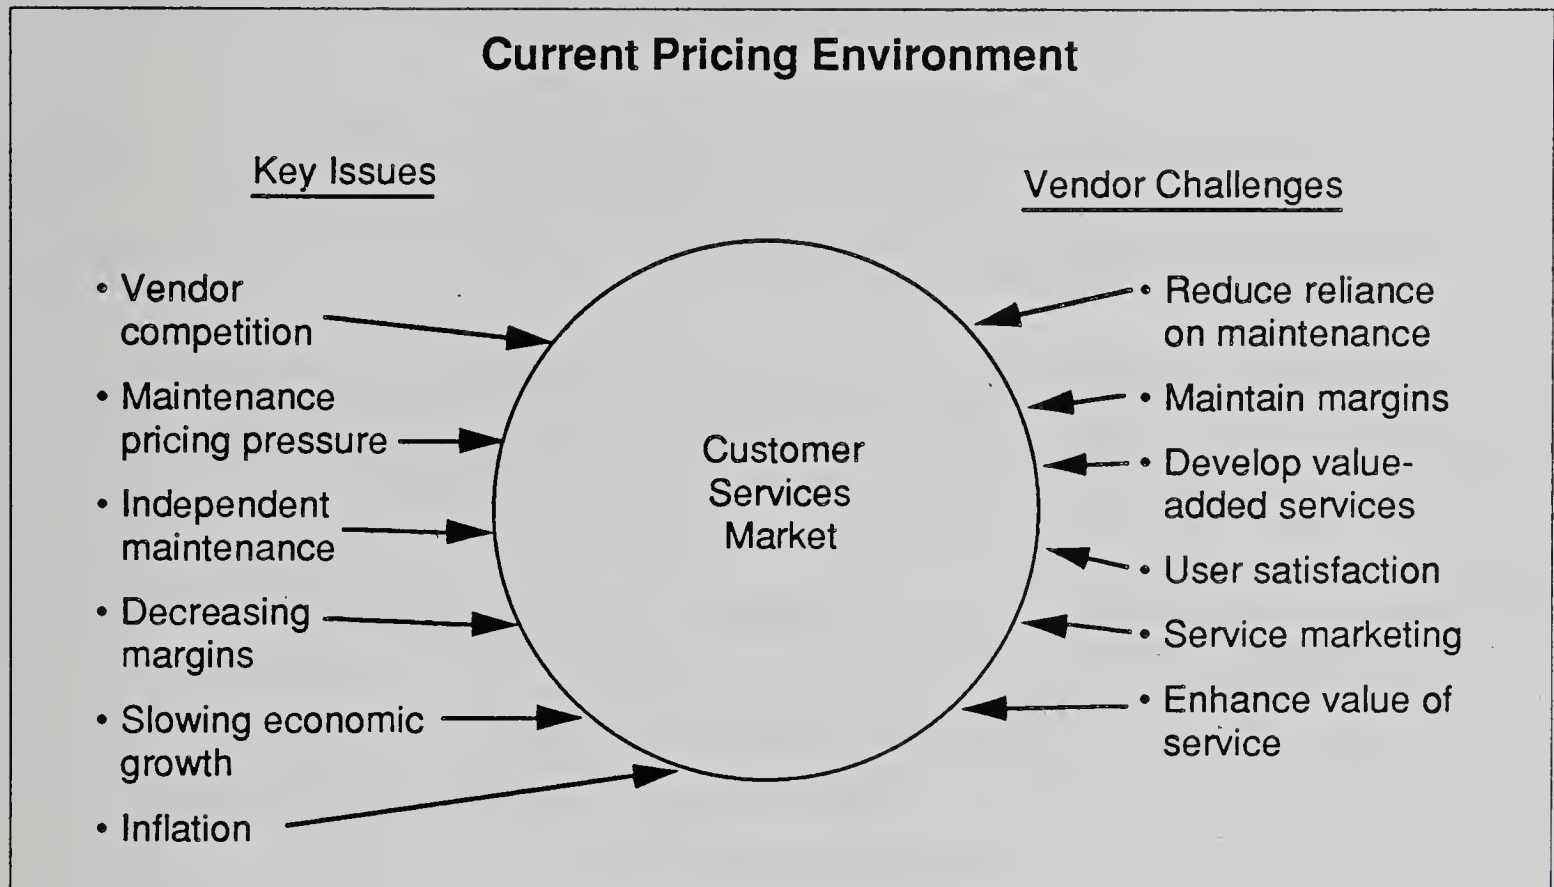 Current Pricing Environment
Key Issues
• Vendor
competition
• Maintenance
pricing pressure
• Independent
maintenance
• Decreasing
margins
• Slowing economic
growth
• Inflation
Customer
Services
Market
Vendor Challenges
• Reduce reliance
on maintenance
• Maintain margins
• Develop value-
added services
• User satisfaction
• Service marketing
• Enhance value of
service